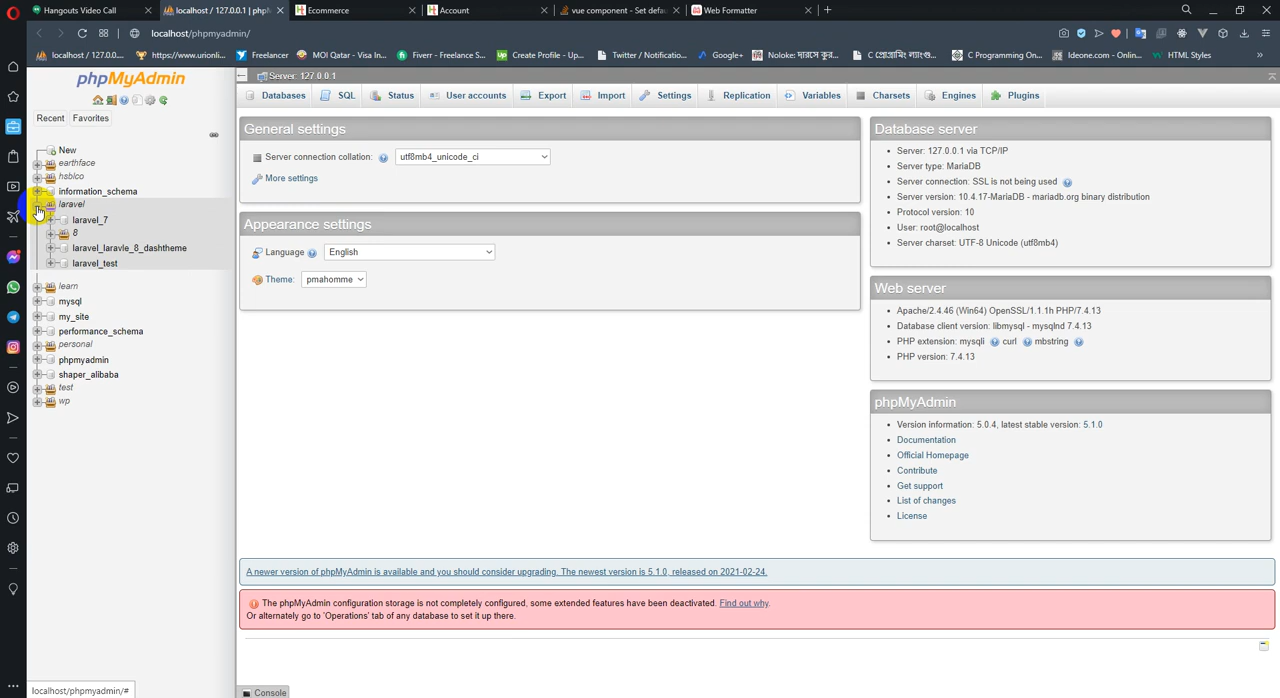 Hangouts Video Call
localhost / 127.0.0.1 | php
Ecommerce
Account
vue component - Set defau
Web Formatter
localhost/phpmyadmin/
localhost / 127.0.0....
https://www.urionli...
Freelancer
MOI Qatar - Visa In...
Fiverr - Freelance S...
Create Profile - Up...
Twitter / Notificatio...
Google+
C Programming On...
Ideone.com - Onlin...
HTML Styles
phpMyAdmin
Recent
Favorites
New
earthface
hsblco
information_schema
laravel
laravel_7
8
laravel_laravle_8_dashtheme
laravel_test
learn
mysql
my_site
performance_schema
personal
phpmyadmin
shaper_alibaba
test
wp
localhost/phpmyadmin/#
Server: 127.0.0.1
Databases
SQL
Status
User accounts
Export
Import
Settings
Replication
Variables
Charsets
Engines
Plugins
General settings
Server connection collation:
utf8mb4_unicode_ci
More settings
Appearance settings
Language
English
Theme:
pmahomme
Database server
Server: 127.0.0.1 via TCP/IP
Server type: MariaDB
Server connection: SSL is not being used
Server version: 10.4.17-MariaDB - mariadb.org binary distribution
Protocol version: 10
User: root@localhost
Server charset: UTF-8 Unicode (utf8mb4)
Web server
Apache/2.4.46 (Win64) OpenSSL/1.1.1h PHP/7.4.13
Database client version: libmysql - mysqlnd 7.4.13
PHP extension: mysqli curl mbstring
PHP version: 7.4.13
phpMyAdmin
Version information: 5.0.4, latest stable version: 5.1.0
Documentation
Official Homepage
Contribute
Get support
List of changes
License
A newer version of phpMyAdmin is available and you should consider upgrading. The newest version is 5.1.0, released on 2021-02-24.
The phpMyAdmin configuration storage is not completely configured, some extended features have been deactivated. Find out why.
Or alternately go to 'Operations' tab of any database to set it up there.
Console